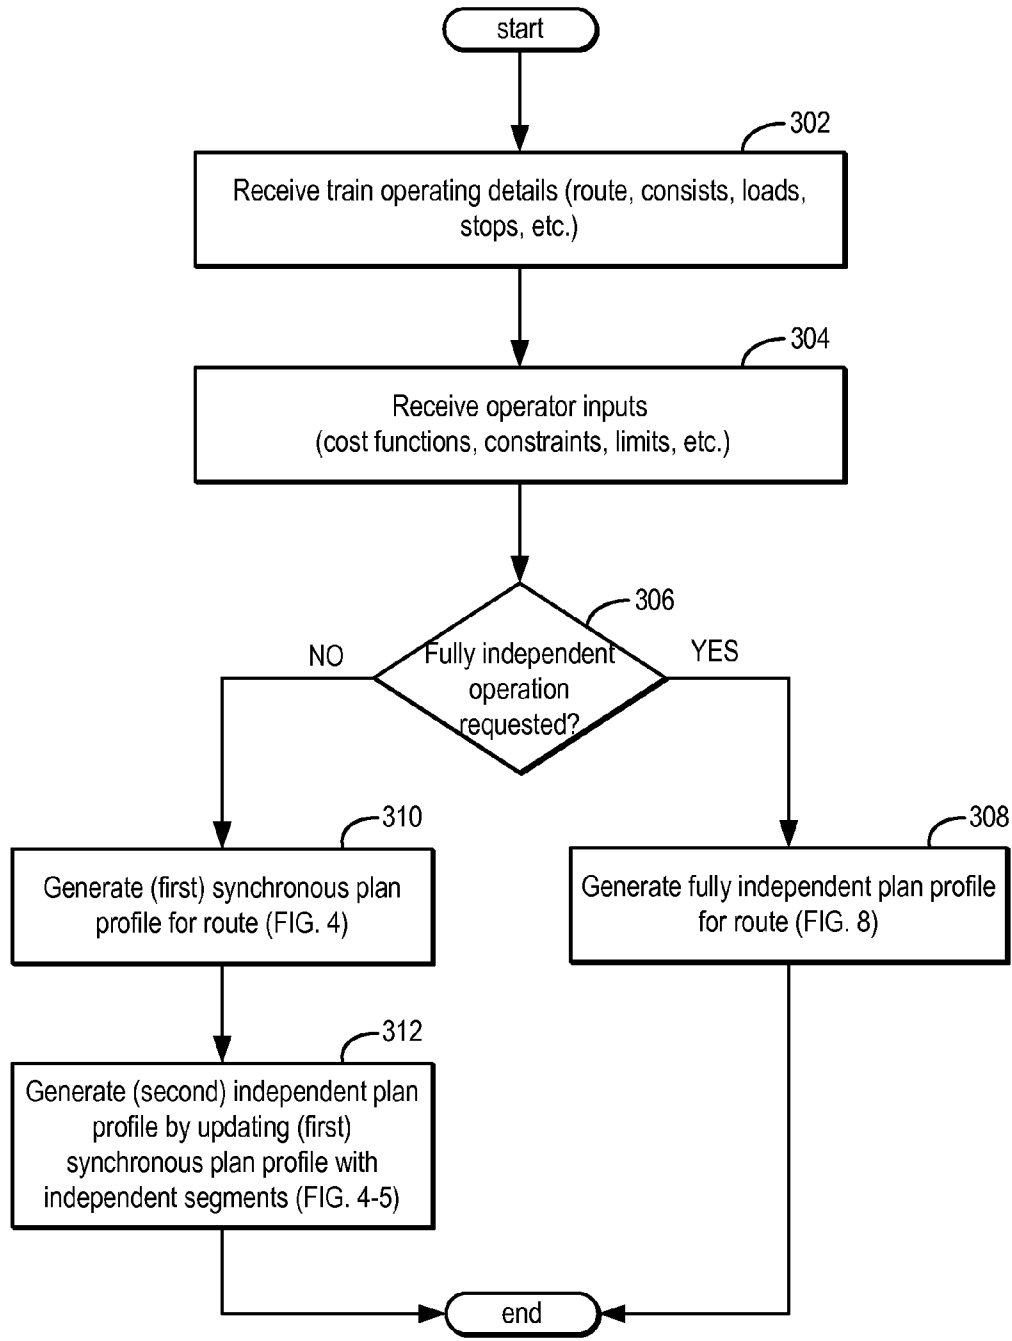 start
302
Receive train operating details (route, consists, loads,
stops, etc.)
304
Receive operator inputs
(cost functions, constraints, limits, etc.)
306
NO
YES
Fully independent
operation
requested?
310
308
Generate (first) synchronous plan
profile for route (FIG. 4)
Generate fully independent plan profile
for route (FIG. 8)
312
Generate (second) independent plan
profile by updating (first)
synchronous plan profile with
independent segments (FIG. 4-5)
end